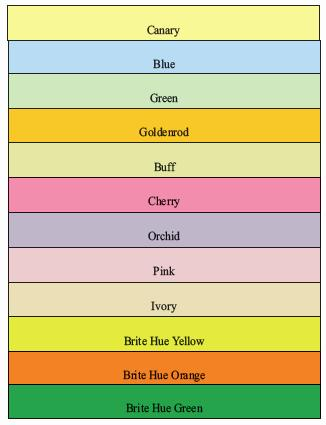 Canary
Blue
Green
Goldenrod
Buff
Cherry
Orchid
Pink
Ivory
Brite Hue Yellow
Brite Hue Orange
Brite Hue Green